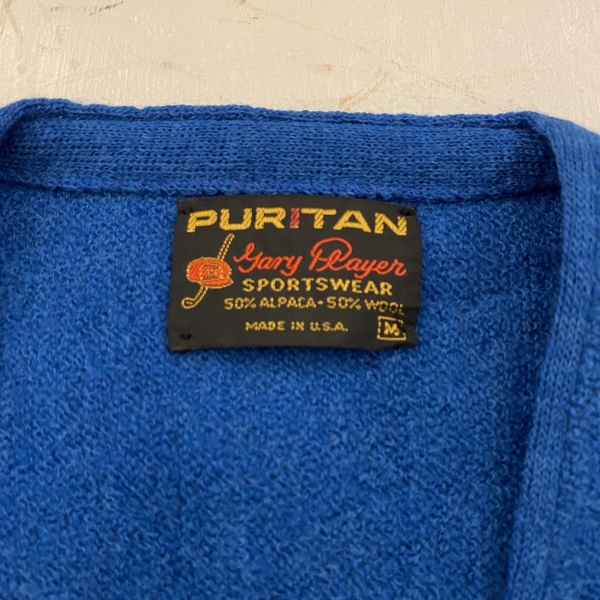 PURITAN
Gary Player
SPORTSWEAR
50% ALPACA - 50% WOOL
MADE IN U.S.A. M